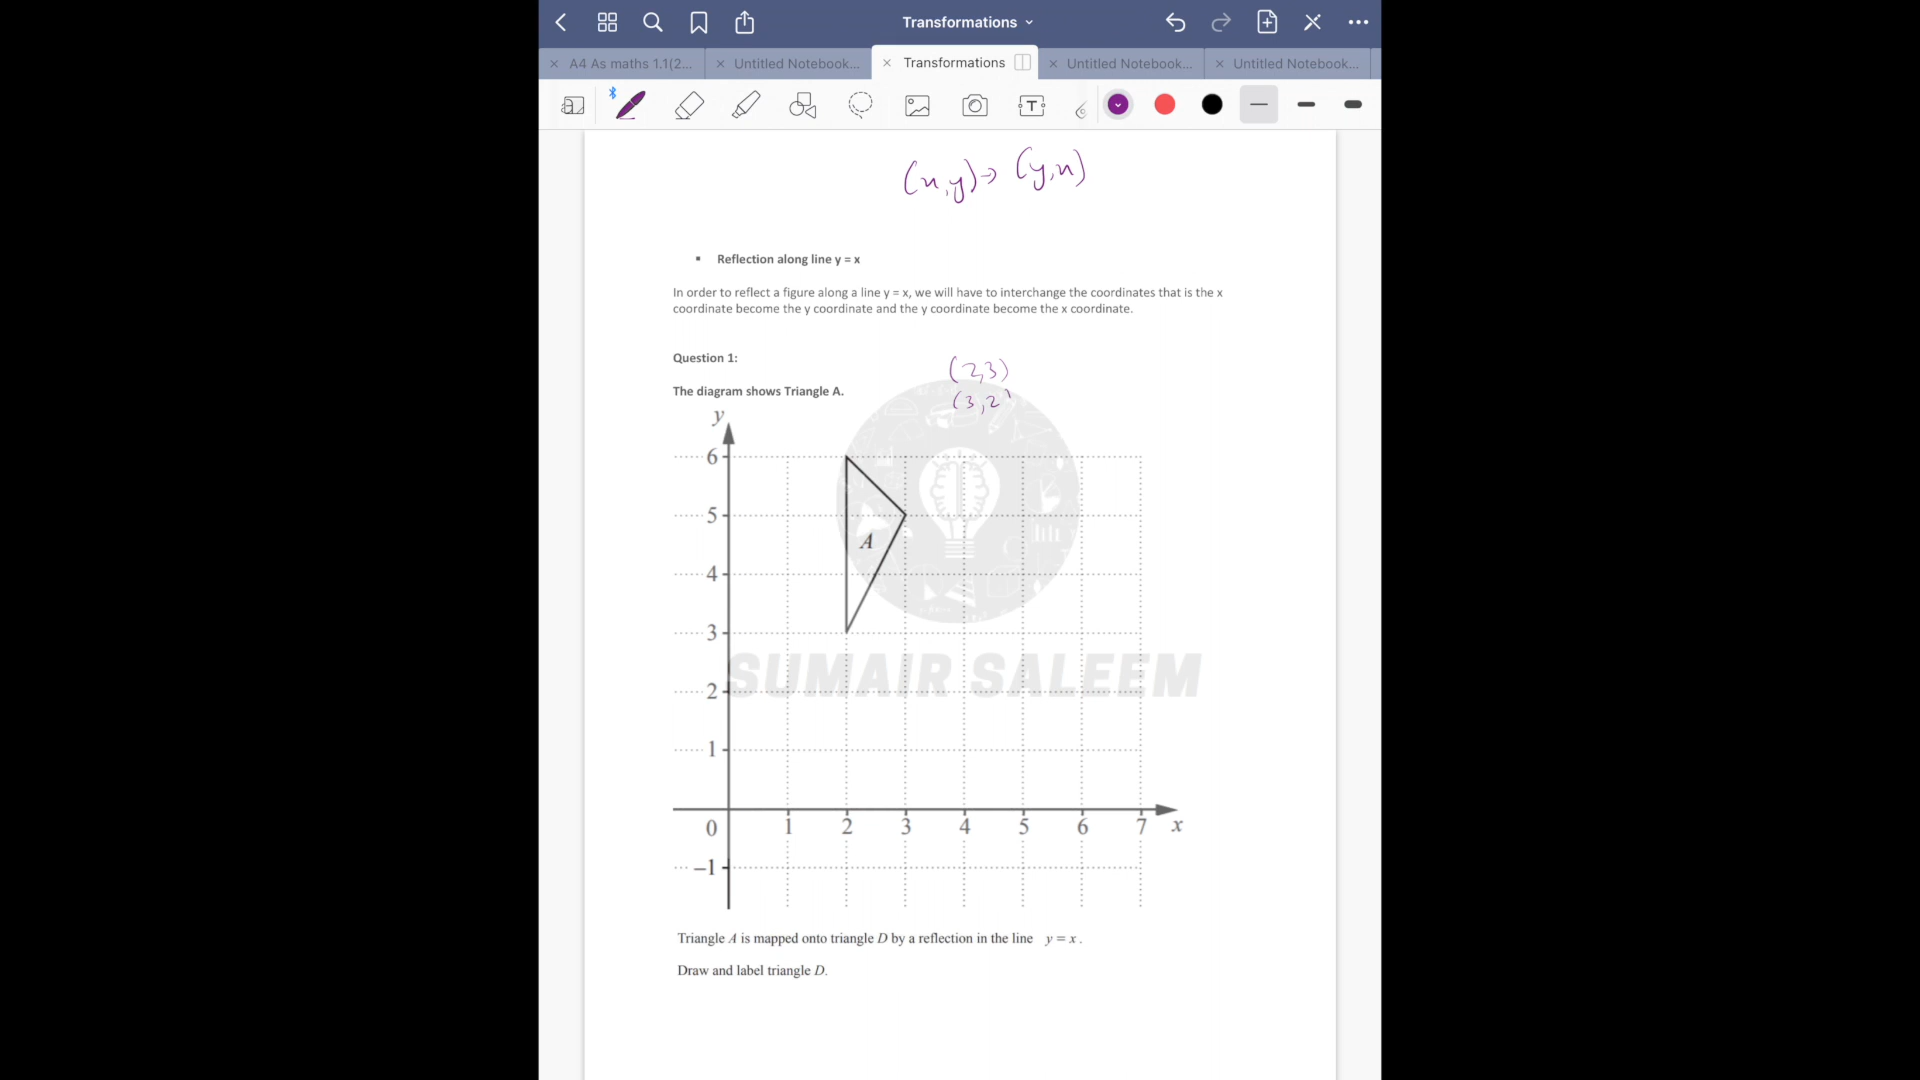 Transformations
A4 As maths 1.1(2... Untitled Notebook... Transformations Untitled Notebook... Untitled Notebook...
T
(x,y)→(y,x)
▪ Reflection along line y = x
In order to reflect a figure along a line y = x, we will have to interchange the coordinates that is the x
coordinate become the y coordinate and the y coordinate become the x coordinate.
Question 1:
(2,3)
The diagram shows Triangle A.
(3,2)
y
6
5
A
4
3
SUMAIR SALEEM
2
1
0 1 2 3 4 5 6 7 x
−1
Triangle A is mapped onto triangle D by a reflection in the line y = x .
Draw and label triangle D.